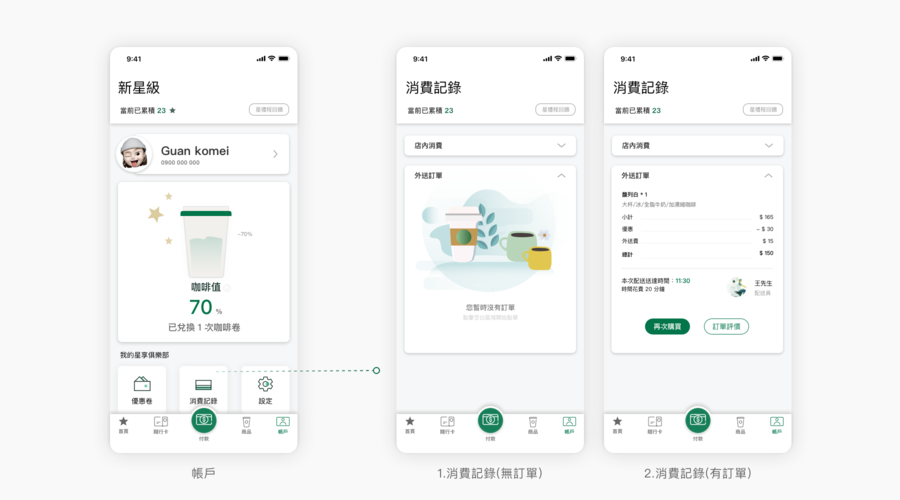 9:41
新星級
當前已累積 23 ★
星禮程回饋
Guan komei
0900 000 000
~70%
咖啡值
70 %
已兌換 1 次咖啡卷
我的星享俱樂部
優惠卷
消費記錄
設定
首頁
隨行卡
付款
商品
帳戶
帳戶
9:41
消費記錄
當前已累積 23
星禮程回饋
店內消費
外送訂單
您暫時沒有訂單
首頁
隨行卡
付款
商品
帳戶
1.消費記錄(無訂單)
9:41
消費記錄
當前已累積 23
星禮程回饋
店內消費
外送訂單
馥列白 * 1
大杯/冰/全脂牛奶/加濃縮咖啡
小計 $ 165
優惠 - $ 30
外送費 $ 15
總計 $ 150
本次配送送達時間：11:30
時間花費 20 分鐘
王先生
配送員
再次購買
訂單評價
首頁
隨行卡
付款
商品
帳戶
2.消費記錄(有訂單)